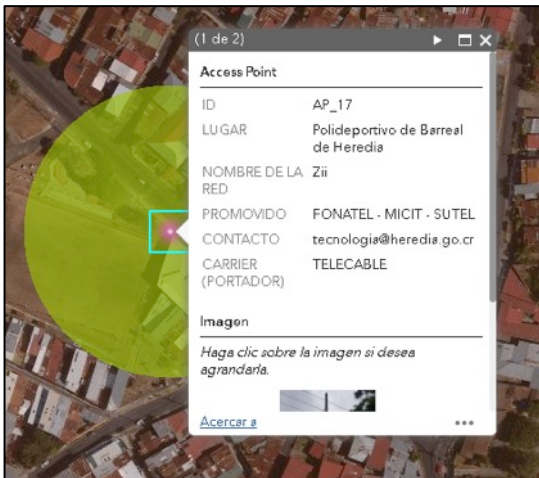 (1 de 2)
Access Point
ID AP_17
LUGAR Polideportivo de Barreal
de Heredia
NOMBRE DE LA Zii
RED
PROMOVIDO FONATEL - MICIT - SUTEL
CONTACTO tecnologia@heredia.go.cr
CARRIER TELECABLE
(PORTADOR)
Imagen
Haga clic sobre la imagen si desea
agrandarla.
Acercar a